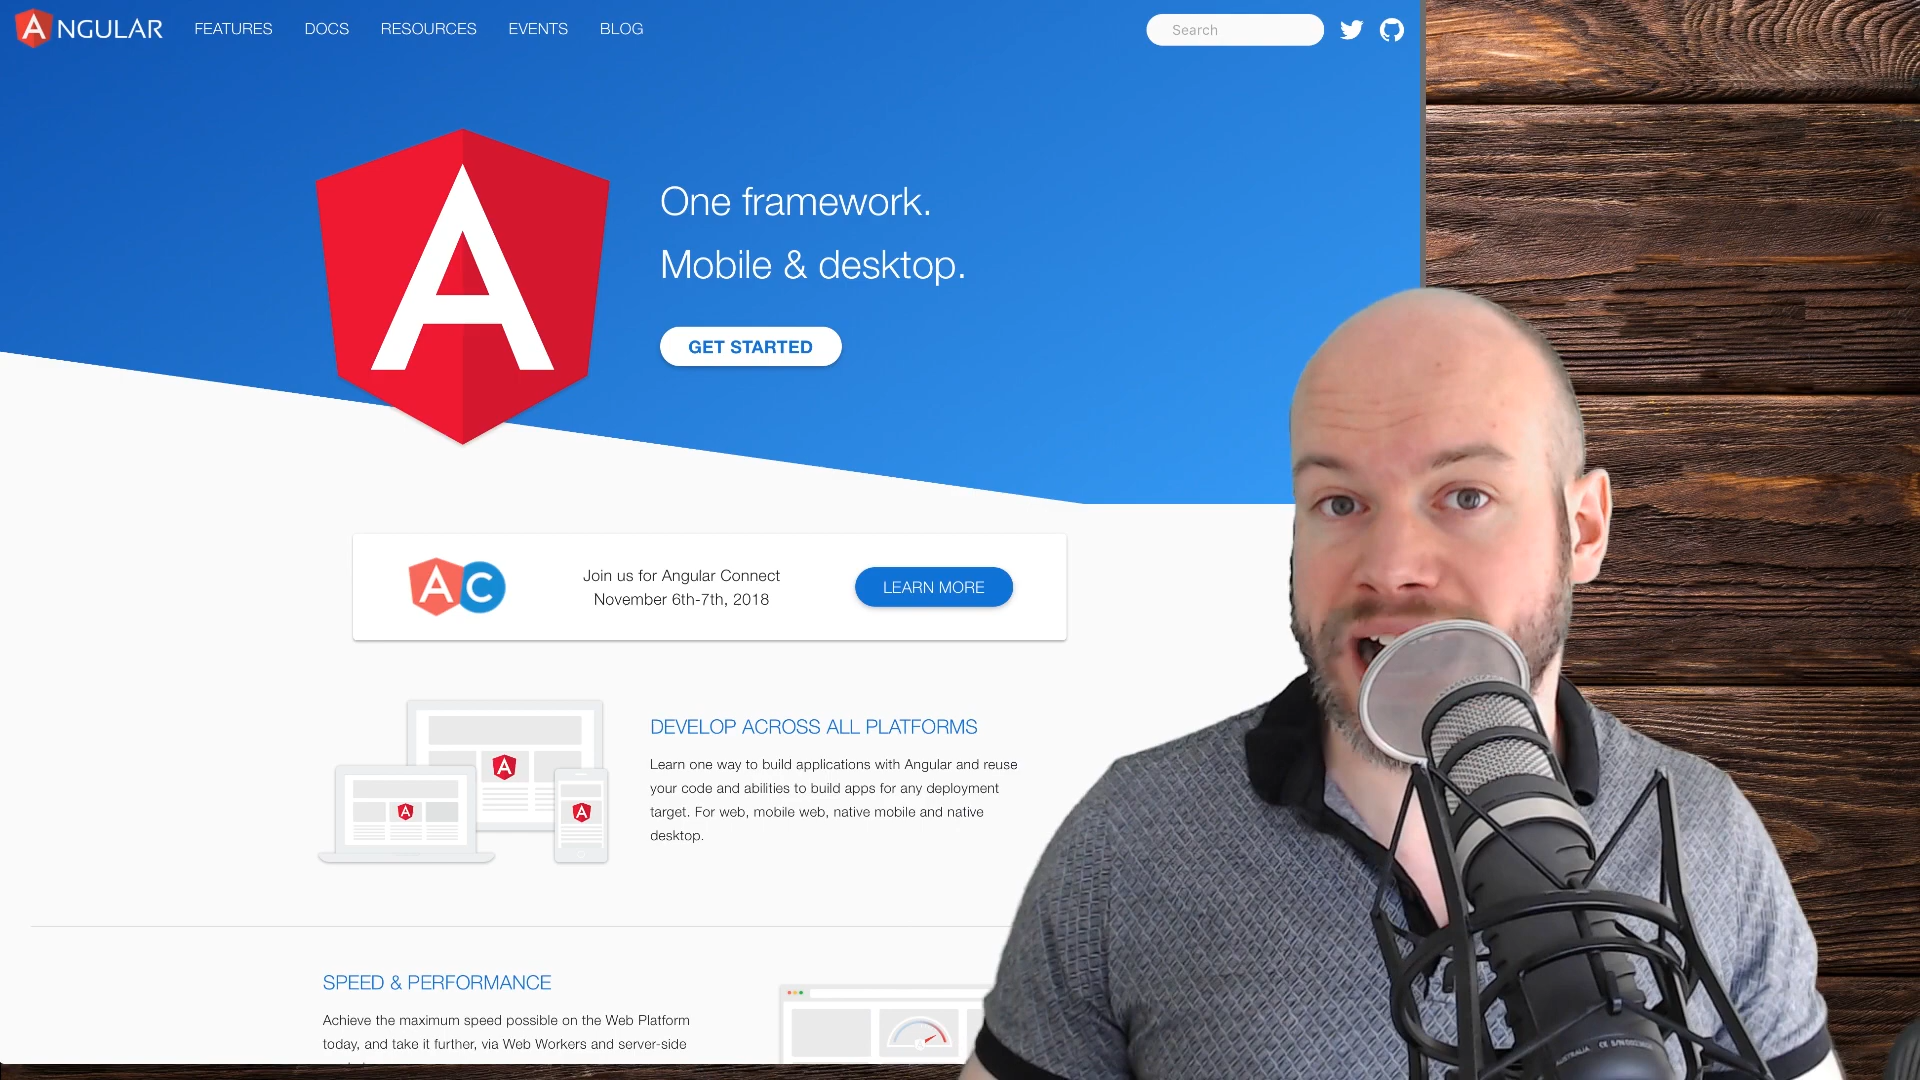 ANGULAR
FEATURES
DOCS
RESOURCES
EVENTS
BLOG
Search
A
One framework.
Mobile & desktop.
GET STARTED
AC
Join us for Angular Connect
November 6th-7th, 2018
LEARN MORE
DEVELOP ACROSS ALL PLATFORMS
Learn one way to build applications with Angular and reuse
your code and abilities to build apps for any deployment
target. For web, mobile web, native mobile and native
desktop.
SPEED & PERFORMANCE
Achieve the maximum speed possible on the Web Platform
today, and take it further, via Web Workers and server-side
AUSTRALIA